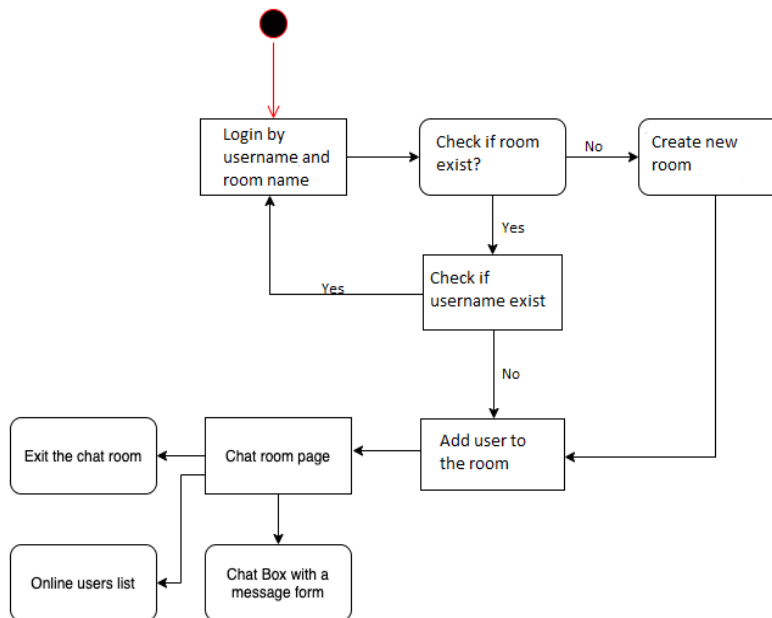 Login by
username and
room name
Check if room
exist?
No
Create new
room
Yes
Check if
username exist
Yes
No
Add user to
the room
Chat room page
Exit the chat room
Online users list
Chat Box with a
message form